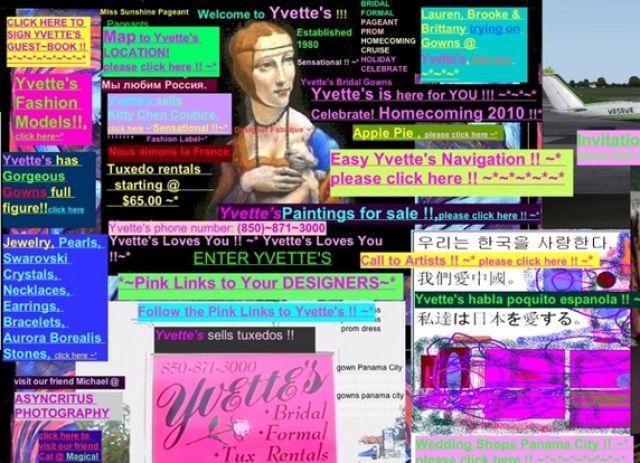 Miss Sunshine Pageant
Pageants
CLICK HERE TO
SIGN YVETTE'S
GUEST~BOOK !!
~*~*~*~*~*~*~*
Map to Yvette's
LOCATION!
please click here !! ~*
Welcome to Yvette's !!!
Established
1980
Sensational !! ~*
BRIDAL
FORMAL
PAGEANT
PROM
HOMECOMING
CRUISE
HOLIDAY
CELEBRATE
Lauren, Brooke &
Brittany trying on
Gowns @
~*~*~*
V8SBVR
Yvette's
Fashion
Models!!,
click here~*
Мы любим Россия.
Yvette's sells
Kitty Chen Couture,
click here ~*Sensational !!~*
Fashion Label~*
Designer Fabrique ~*
Yvette's Bridal Gowns
Yvette's is here for YOU !!! ~*
Celebrate! Homecoming 2010 !!*
Apple Pie , please click here !! ~*
Invitatio
Nous aimons la France
Yvette's has
Gorgeous
Gowns full
figure!!click here
Tuxedo rentals
starting @
$65.00 ~*
Easy Yvette's Navigation !! ~*
please click here !! ~*~*~*~*~*
Yvette's Paintings for sale !!,please click here !! ~*
Yvette's phone number: (850)~871~3000
Yvette's Loves You !! ~* Yvette's Loves You
!!~*
ENTER YVETTE'S
Jewelry, Pearls,
Swarovski
Crystals,
Necklaces,
Earrings,
Bracelets,
Aurora Borealis
Stones, click here ~*
우리는 한국을 사랑한다.
Call to Artists !! ~* please click here !! ~*
我們愛中國。
Yvette's habla poquito espanola !! ~*
私達は日本を愛する。
*~Pink Links to Your DESIGNERS~*
Follow the Pink Links to Yvette's !! ~*
Yvette's sells tuxedos !!
prom dress
gown Panama City
gowns panama city
visit our friend Michael @
ASYNCRITUS
PHOTOGRAPHY
click here to
visit our friend
Cat @ Magical
850-871-3000
YVETTE'S
• Bridal
• Formal
• Tux Rentals
Wedding Shops Panama City !! ~*
please click here !! ~*